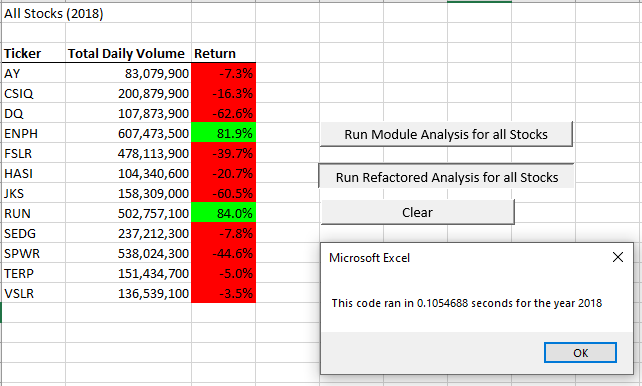 All Stocks (2018)
Ticker Total Daily Volume Return
AY 83,079,900 -7.3%
CSIQ 200,879,900 -16.3%
DQ 107,873,900 -62.6%
ENPH 607,473,500 81.9%
FSLR 478,113,900 -39.7%
HASI 104,340,600 -20.7%
JKS 158,309,000 -60.5%
RUN 502,757,100 84.0%
SEDG 237,212,300 -7.8%
SPWR 538,024,300 -44.6%
TERP 151,434,700 -5.0%
VSLR 136,539,100 -3.5%
Run Module Analysis for all Stocks
Run Refactored Analysis for all Stocks
Clear
Microsoft Excel
This code ran in 0.1054688 seconds for the year 2018
OK